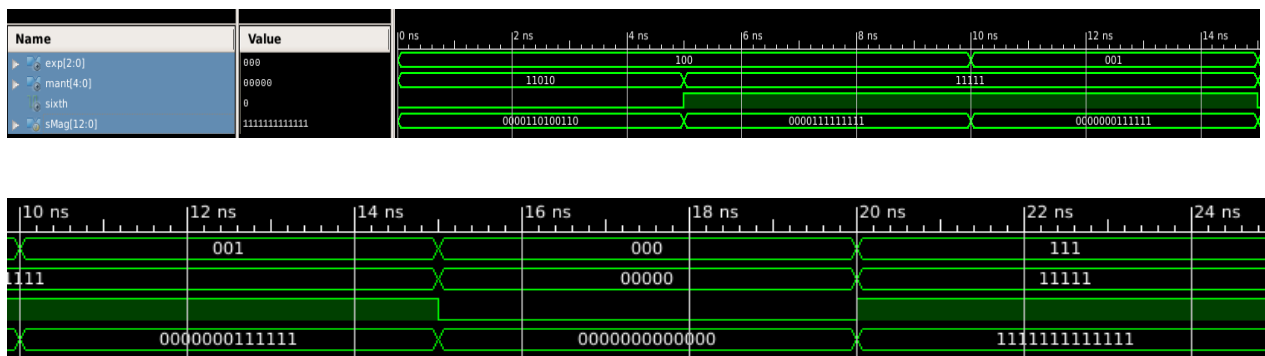 Name Value 0 ns 2 ns 4 ns 6 ns 8 ns 10 ns 12 ns 14 ns
exp[2:0] 000 100 001
mant[4:0] 00000 11010 11111
sixth 0
sMag[12:0] 1111111111111 0000110100110 0000111111111 0000000111111
10 ns 12 ns 14 ns 16 ns 18 ns 20 ns 22 ns 24 ns
001 000 111
1111 00000 11111
0000000111111 0000000000000 1111111111111